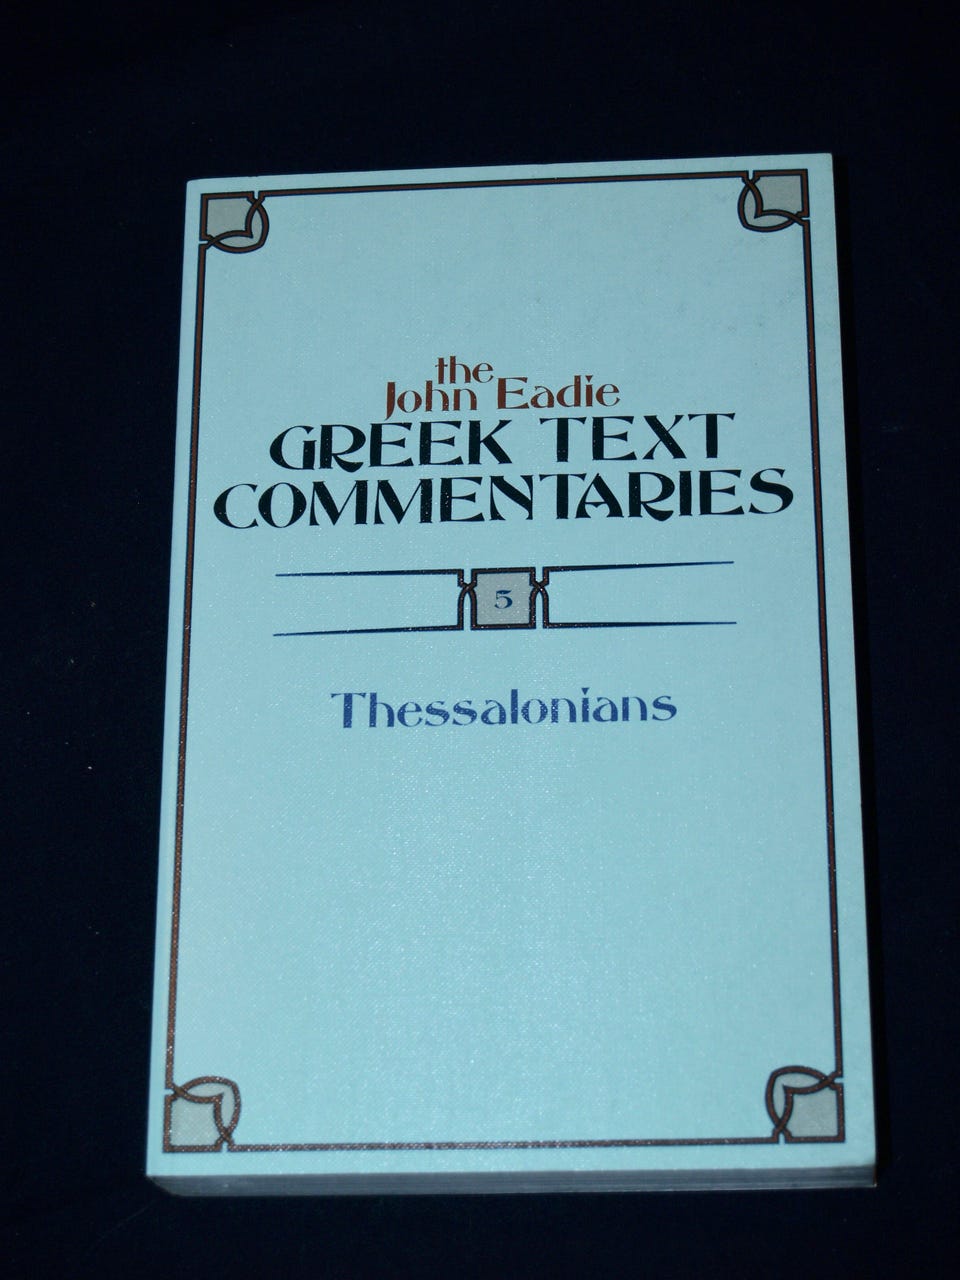 the
John Eadie
GREEK TEXT
COMMENTARIES
5
Thessalonians